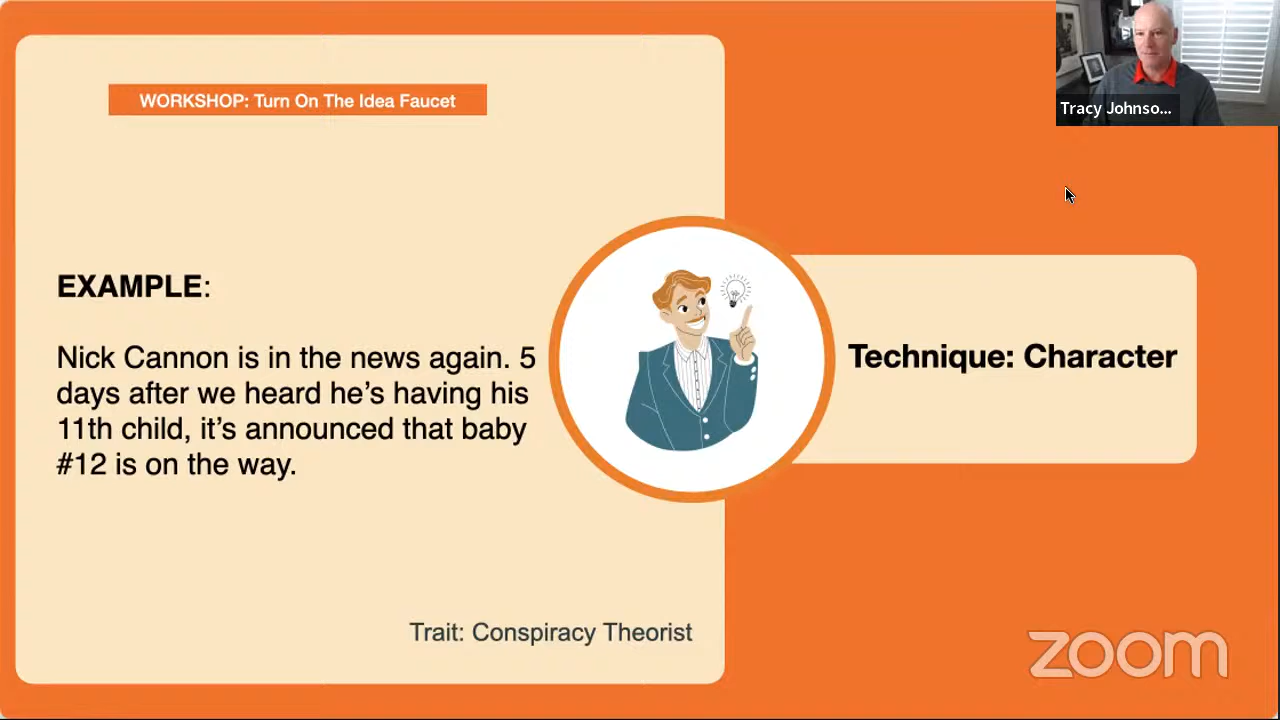 WORKSHOP: Turn On The Idea Faucet
Tracy Johnso...
EXAMPLE:
Nick Cannon is in the news again. 5
days after we heard he’s having his
11th child, it’s announced that baby
#12 is on the way.
Technique: Character
Trait: Conspiracy Theorist
zoom